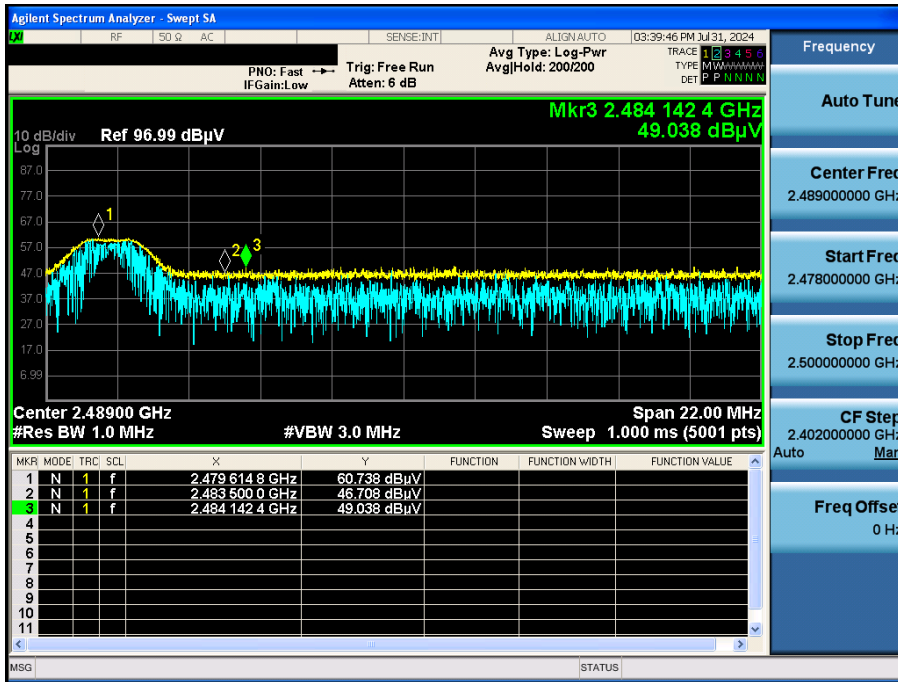 Agilent Spectrum Analyzer - Swept SA
LXI RF 50 Ω AC SENSE:INT ALIGN AUTO 03:39:46 PM Jul 31, 2024
PNO: Fast Trig: Free Run Avg Type: Log-Pwr TRACE 1 2 3 4 5 6
IFGain:Low Atten: 6 dB Avg|Hold: 200/200 TYPE MWWWWW
DET P P N N N N
Mkr3 2.484 142 4 GHz
49.038 dBµV
10 dB/div Ref 96.99 dBµV
Log
87.0
77.0
67.0
57.0
47.0
37.0
27.0
17.0
6.99
1
2
3
Center 2.48900 GHz Span 22.00 MHz
#Res BW 1.0 MHz #VBW 3.0 MHz Sweep 1.000 ms (5001 pts)
MKR MODE TRC SCL X Y FUNCTION FUNCTION WIDTH FUNCTION VALUE
1 N 1 f 2.479 614 8 GHz 60.738 dBµV
2 N 1 f 2.483 500 0 GHz 46.708 dBµV
3 N 1 f 2.484 142 4 GHz 49.038 dBµV
4
5
6
7
8
9
10
11
MSG STATUS
Frequency
Auto Tune
Center Freq
2.489000000 GHz
Start Freq
2.478000000 GHz
Stop Freq
2.500000000 GHz
CF Step
2.402000000 GHz
Auto Man
Freq Offset
0 Hz